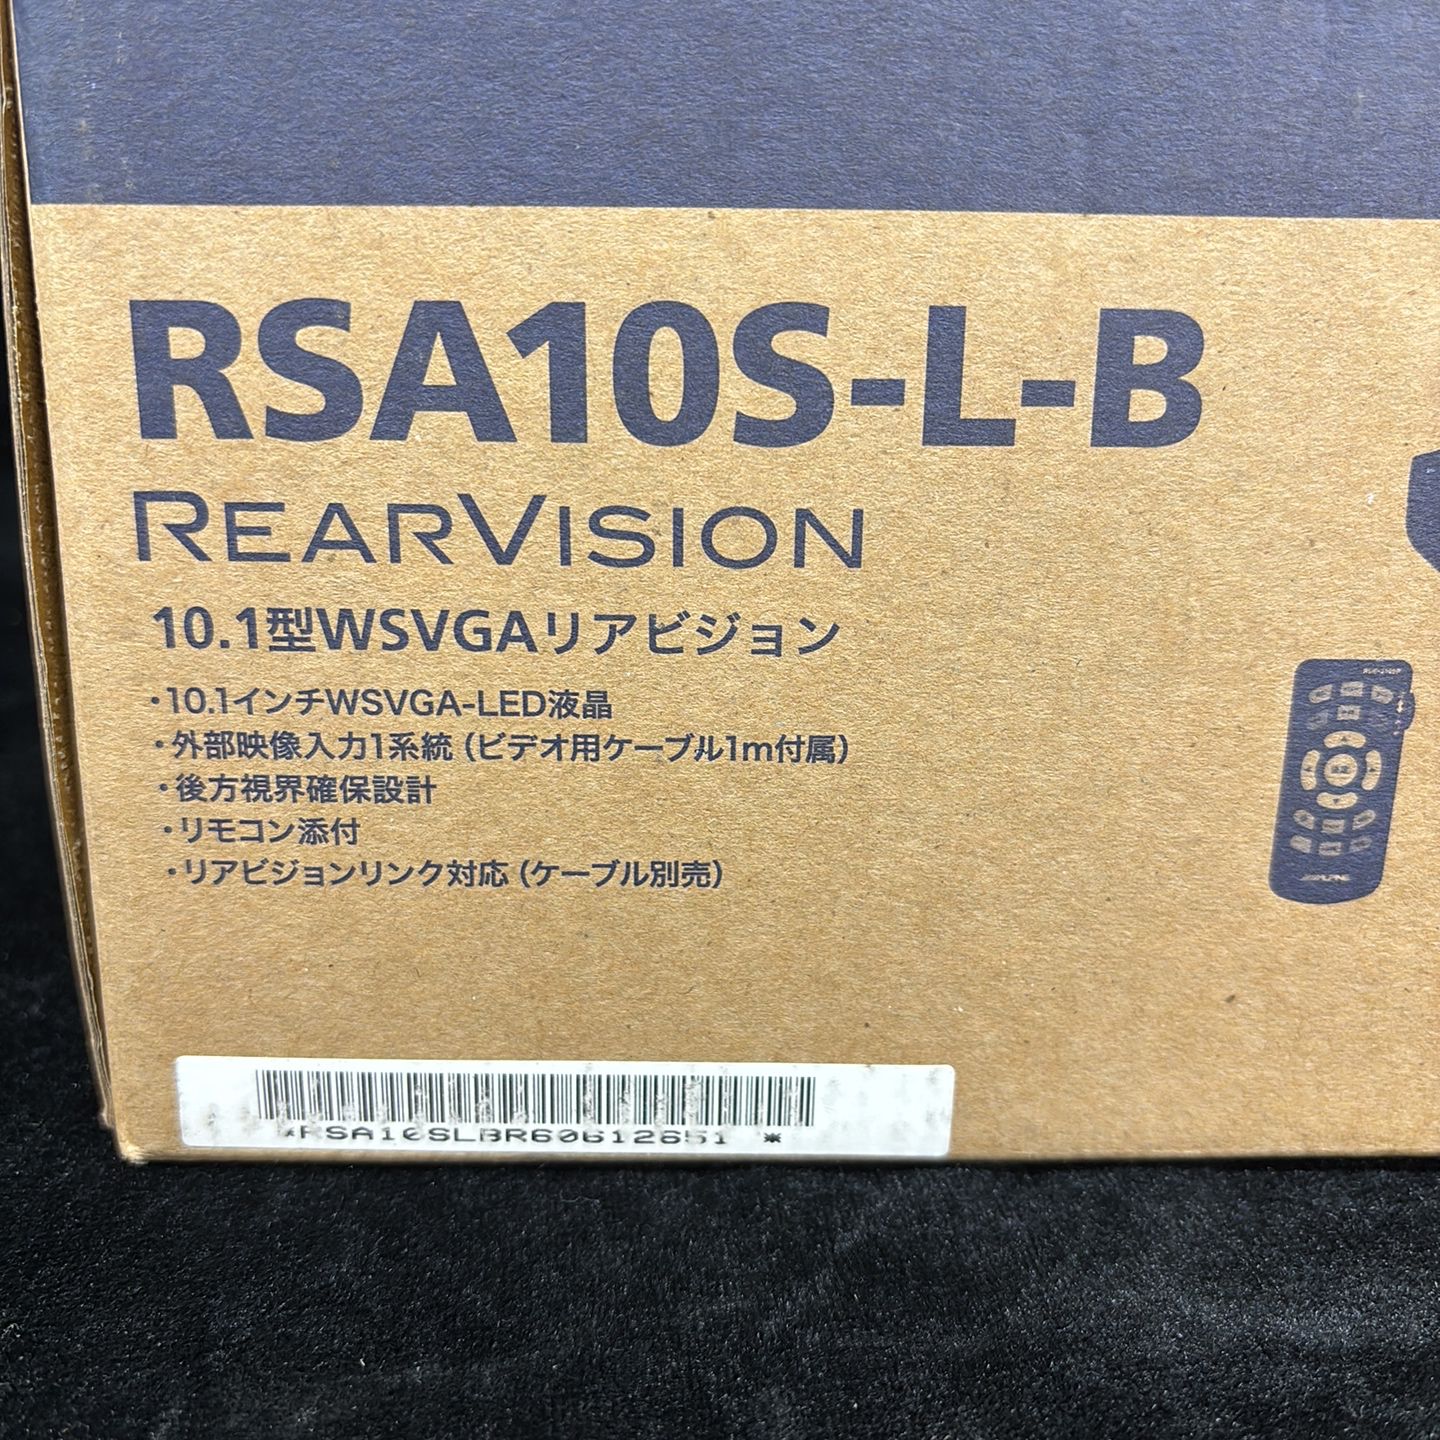 RSA10S-L-B
REARVISION
10.1型WSVGAリアビジョン
・10.1インチWSVGA-LED液晶
・外部映像入力1系統（ビデオ用ケーブル1m付属）
・後方視界確保設計
・リモコン添付
・リアビジョンリンク対応（ケーブル別売）
ALPINE
*RSA10SLBR60612651 *